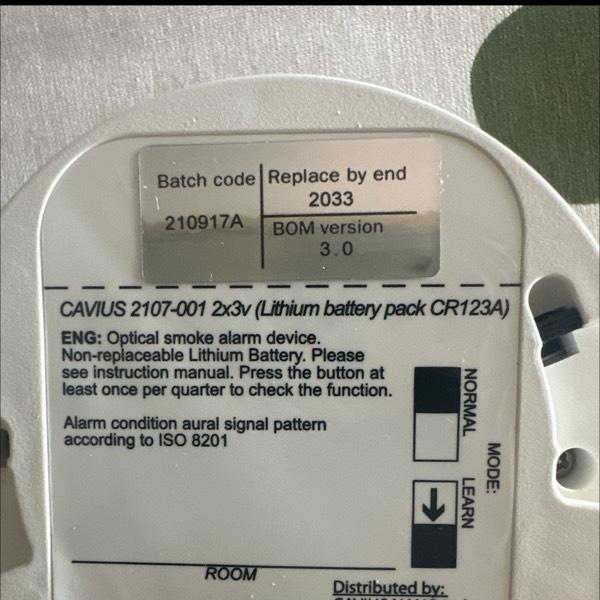 Batch code
210917A
Replace by end
2033
BOM version
3.0
CAVIUS 2107-001 2x3v (Lithium battery pack CR123A)
ENG: Optical smoke alarm device.
Non-replaceable Lithium Battery. Please
see instruction manual. Press the button at
least once per quarter to check the function.
Alarm condition aural signal pattern
according to ISO 8201
NORMAL
MODE:
LEARN
ROOM
Distributed by: